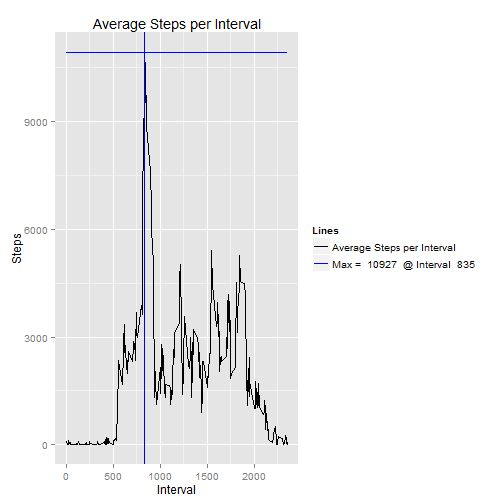 Average Steps per Interval
9000
6000
3000
0
Steps
0 500 1000 1500 2000
Interval
Lines
Average Steps per Interval
Max = 10927 @ Interval 835